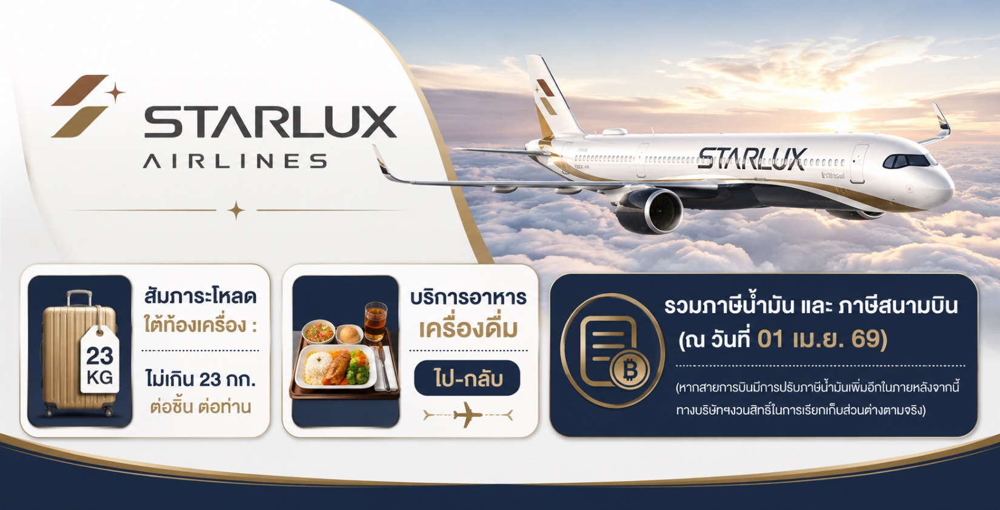 STARLUX
AIRLINES
STARLUX
23
KG
สัมภาระโหลด
ใต้ท้องเครื่อง :
ไม่เกิน 23 กก.
ต่อชิ้น ต่อท่าน
บริการอาหาร
เครื่องดื่ม
ไป-กลับ
รวมภาษีน้ำมัน และ ภาษีสนามบิน
(ณ วันที่ 01 เม.ย. 69)
(หากสายการบินมีการปรับภาษีน้ำมันเพิ่มอีกในภายหลังจากนี้
ทางบริษัทฯงวนสิทธิ์ในการเรียกเก็บส่วนต่างตามจริง)